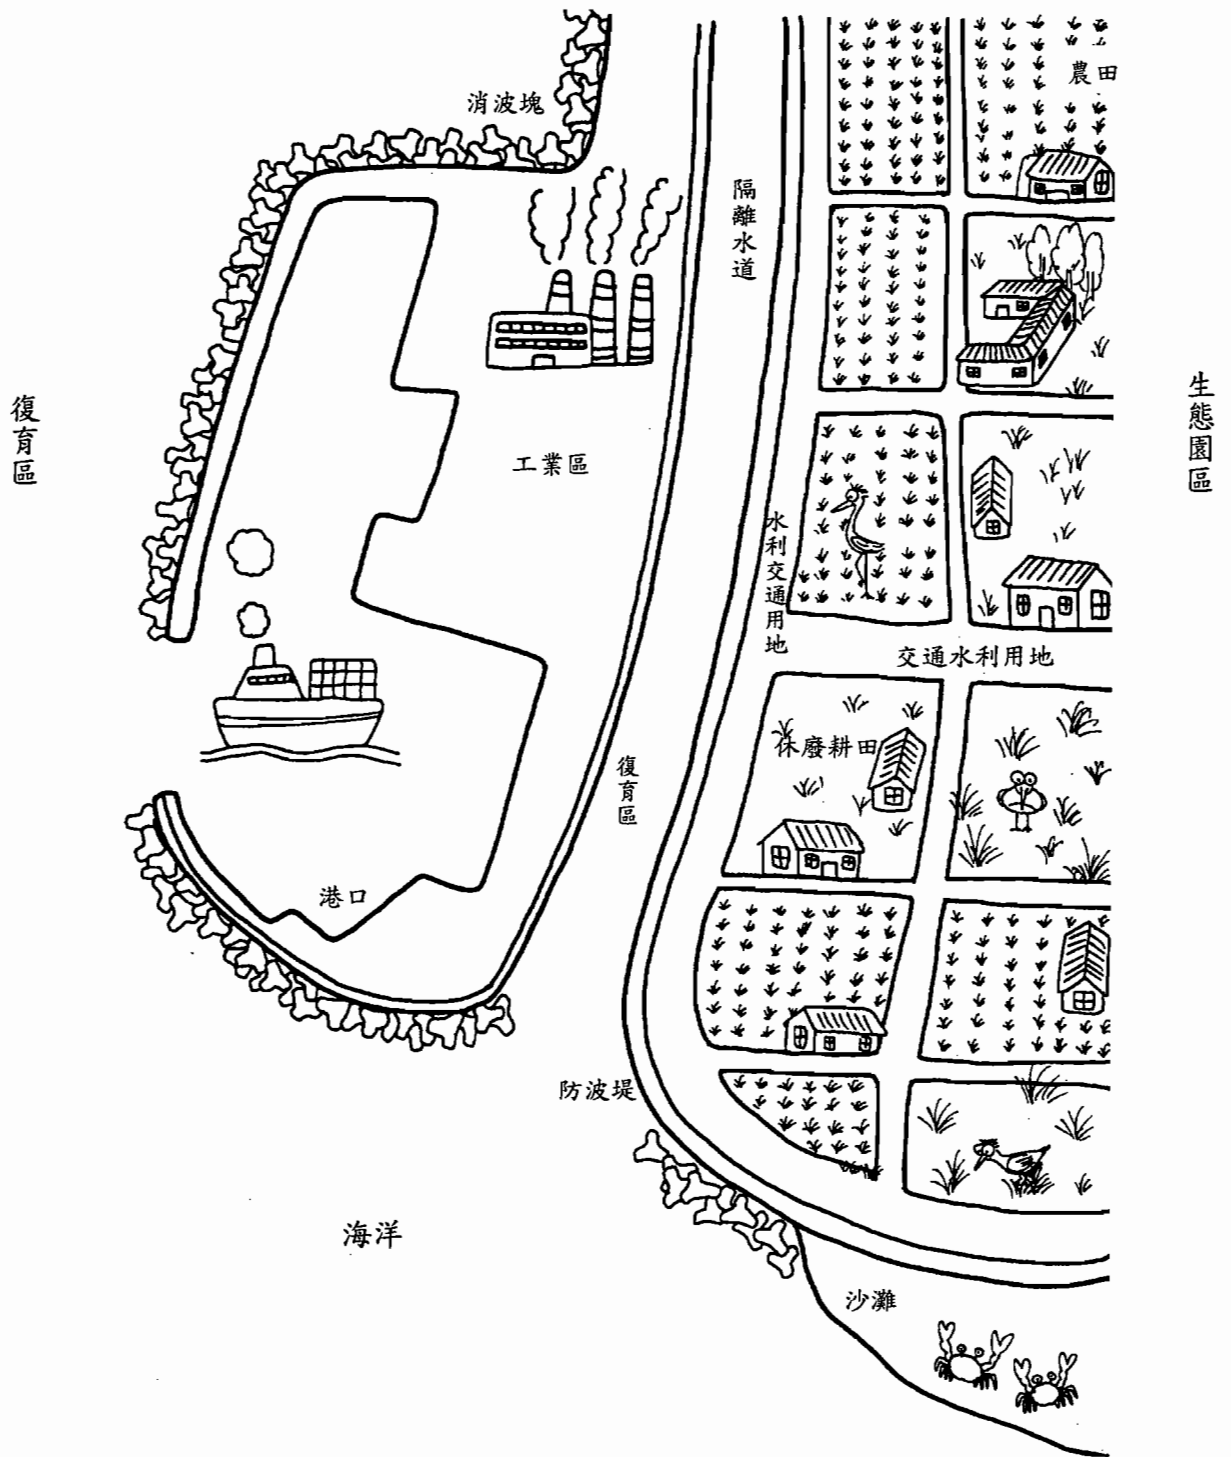 消波塊
農田
隔離水道
復育區
生態園區
工業區
水利交通用地
交通水利用地
休廢耕田
復育區
港口
防波堤
海洋
沙灘